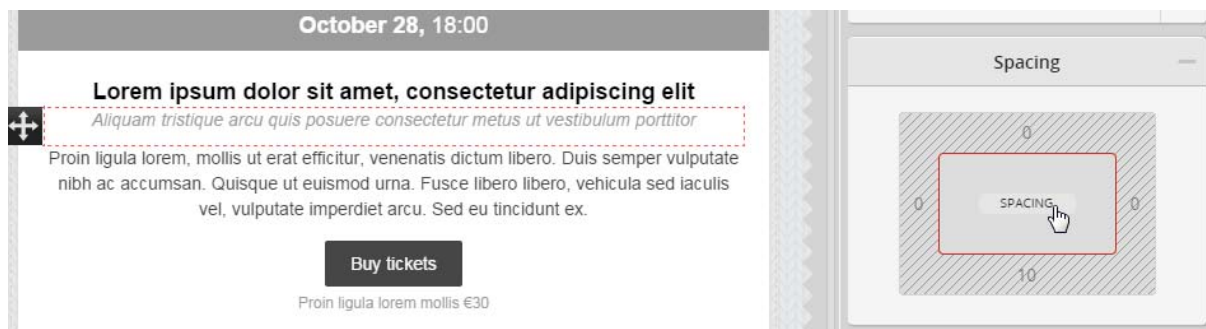 October 28, 18:00
Lorem ipsum dolor sit amet, consectetur adipiscing elit
Aliquam tristique arcu quis posuere consectetur metus ut vestibulum porttitor
Proin ligula lorem, mollis ut erat efficitur, venenatis dictum libero. Duis semper vulputate
nibh ac accumsan. Quisque ut euismod urna. Fusce libero libero, vehicula sed iaculis
vel, vulputate imperdiet arcu. Sed eu tincidunt ex.
Buy tickets
Proin ligula lorem mollis €30
Spacing
0
0
SPACING
0
10